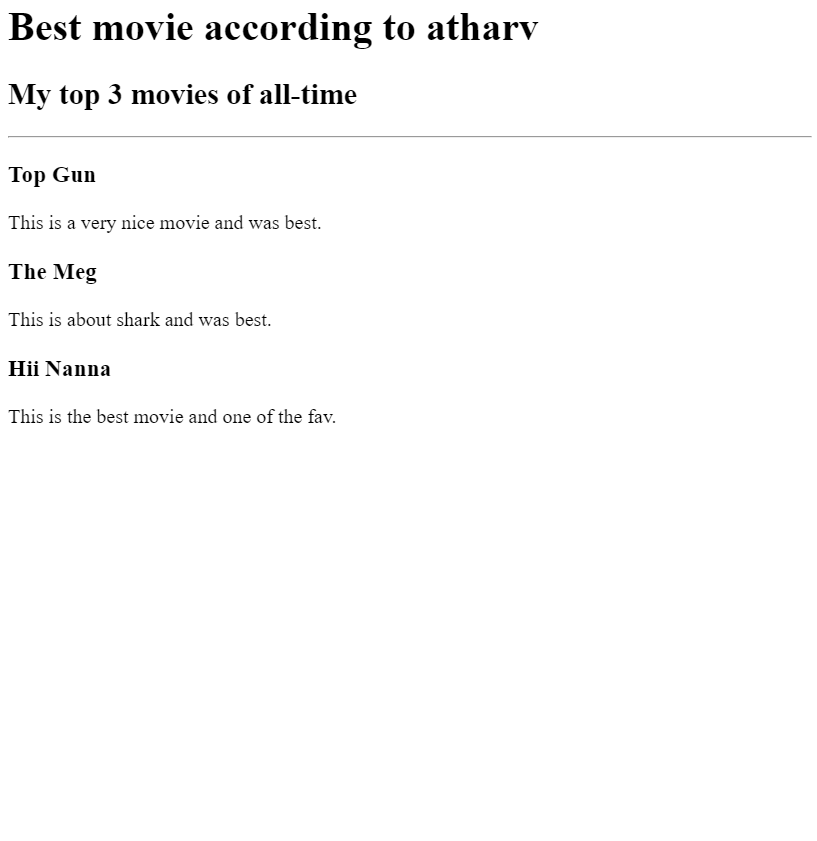 Best movie according to atharv
My top 3 movies of all-time
Top Gun
This is a very nice movie and was best.
The Meg
This is about shark and was best.
Hii Nanna
This is the best movie and one of the fav.